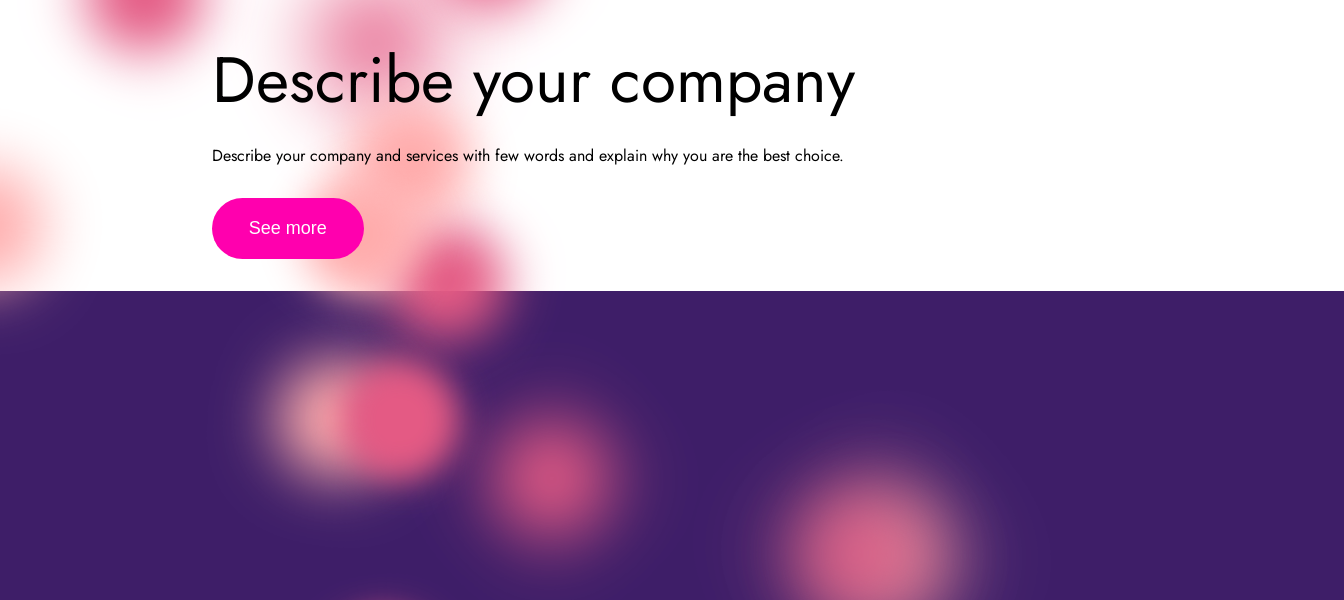 Describe your company
Describe your company and services with few words and explain why you are the best choice.
See more